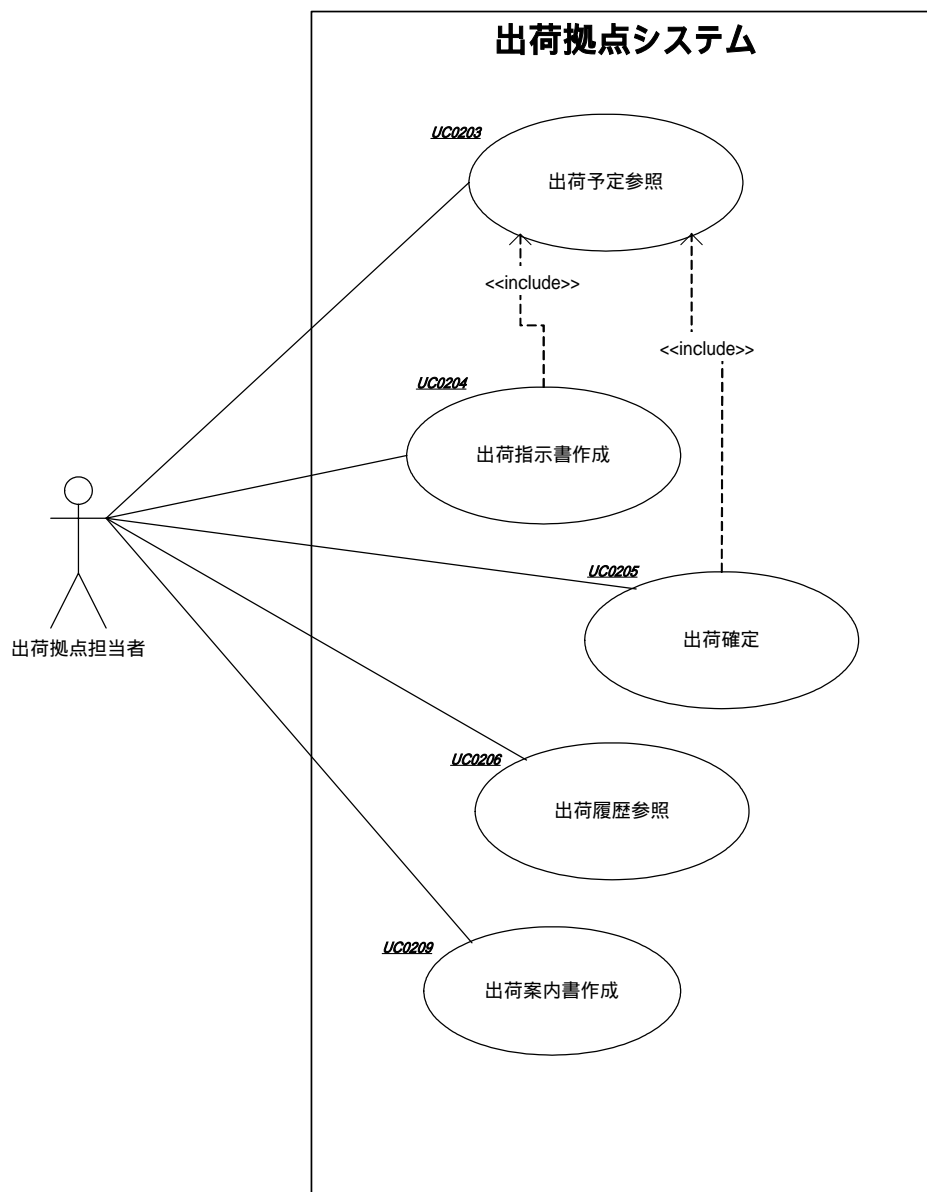 出荷拠点システム
UC0203
出荷予定参照
<<include>>
<<include>>
UC0204
出荷指示書作成
UC0205
出荷確定
出荷拠点担当者
UC0206
出荷履歴参照
UC0209
出荷案内書作成